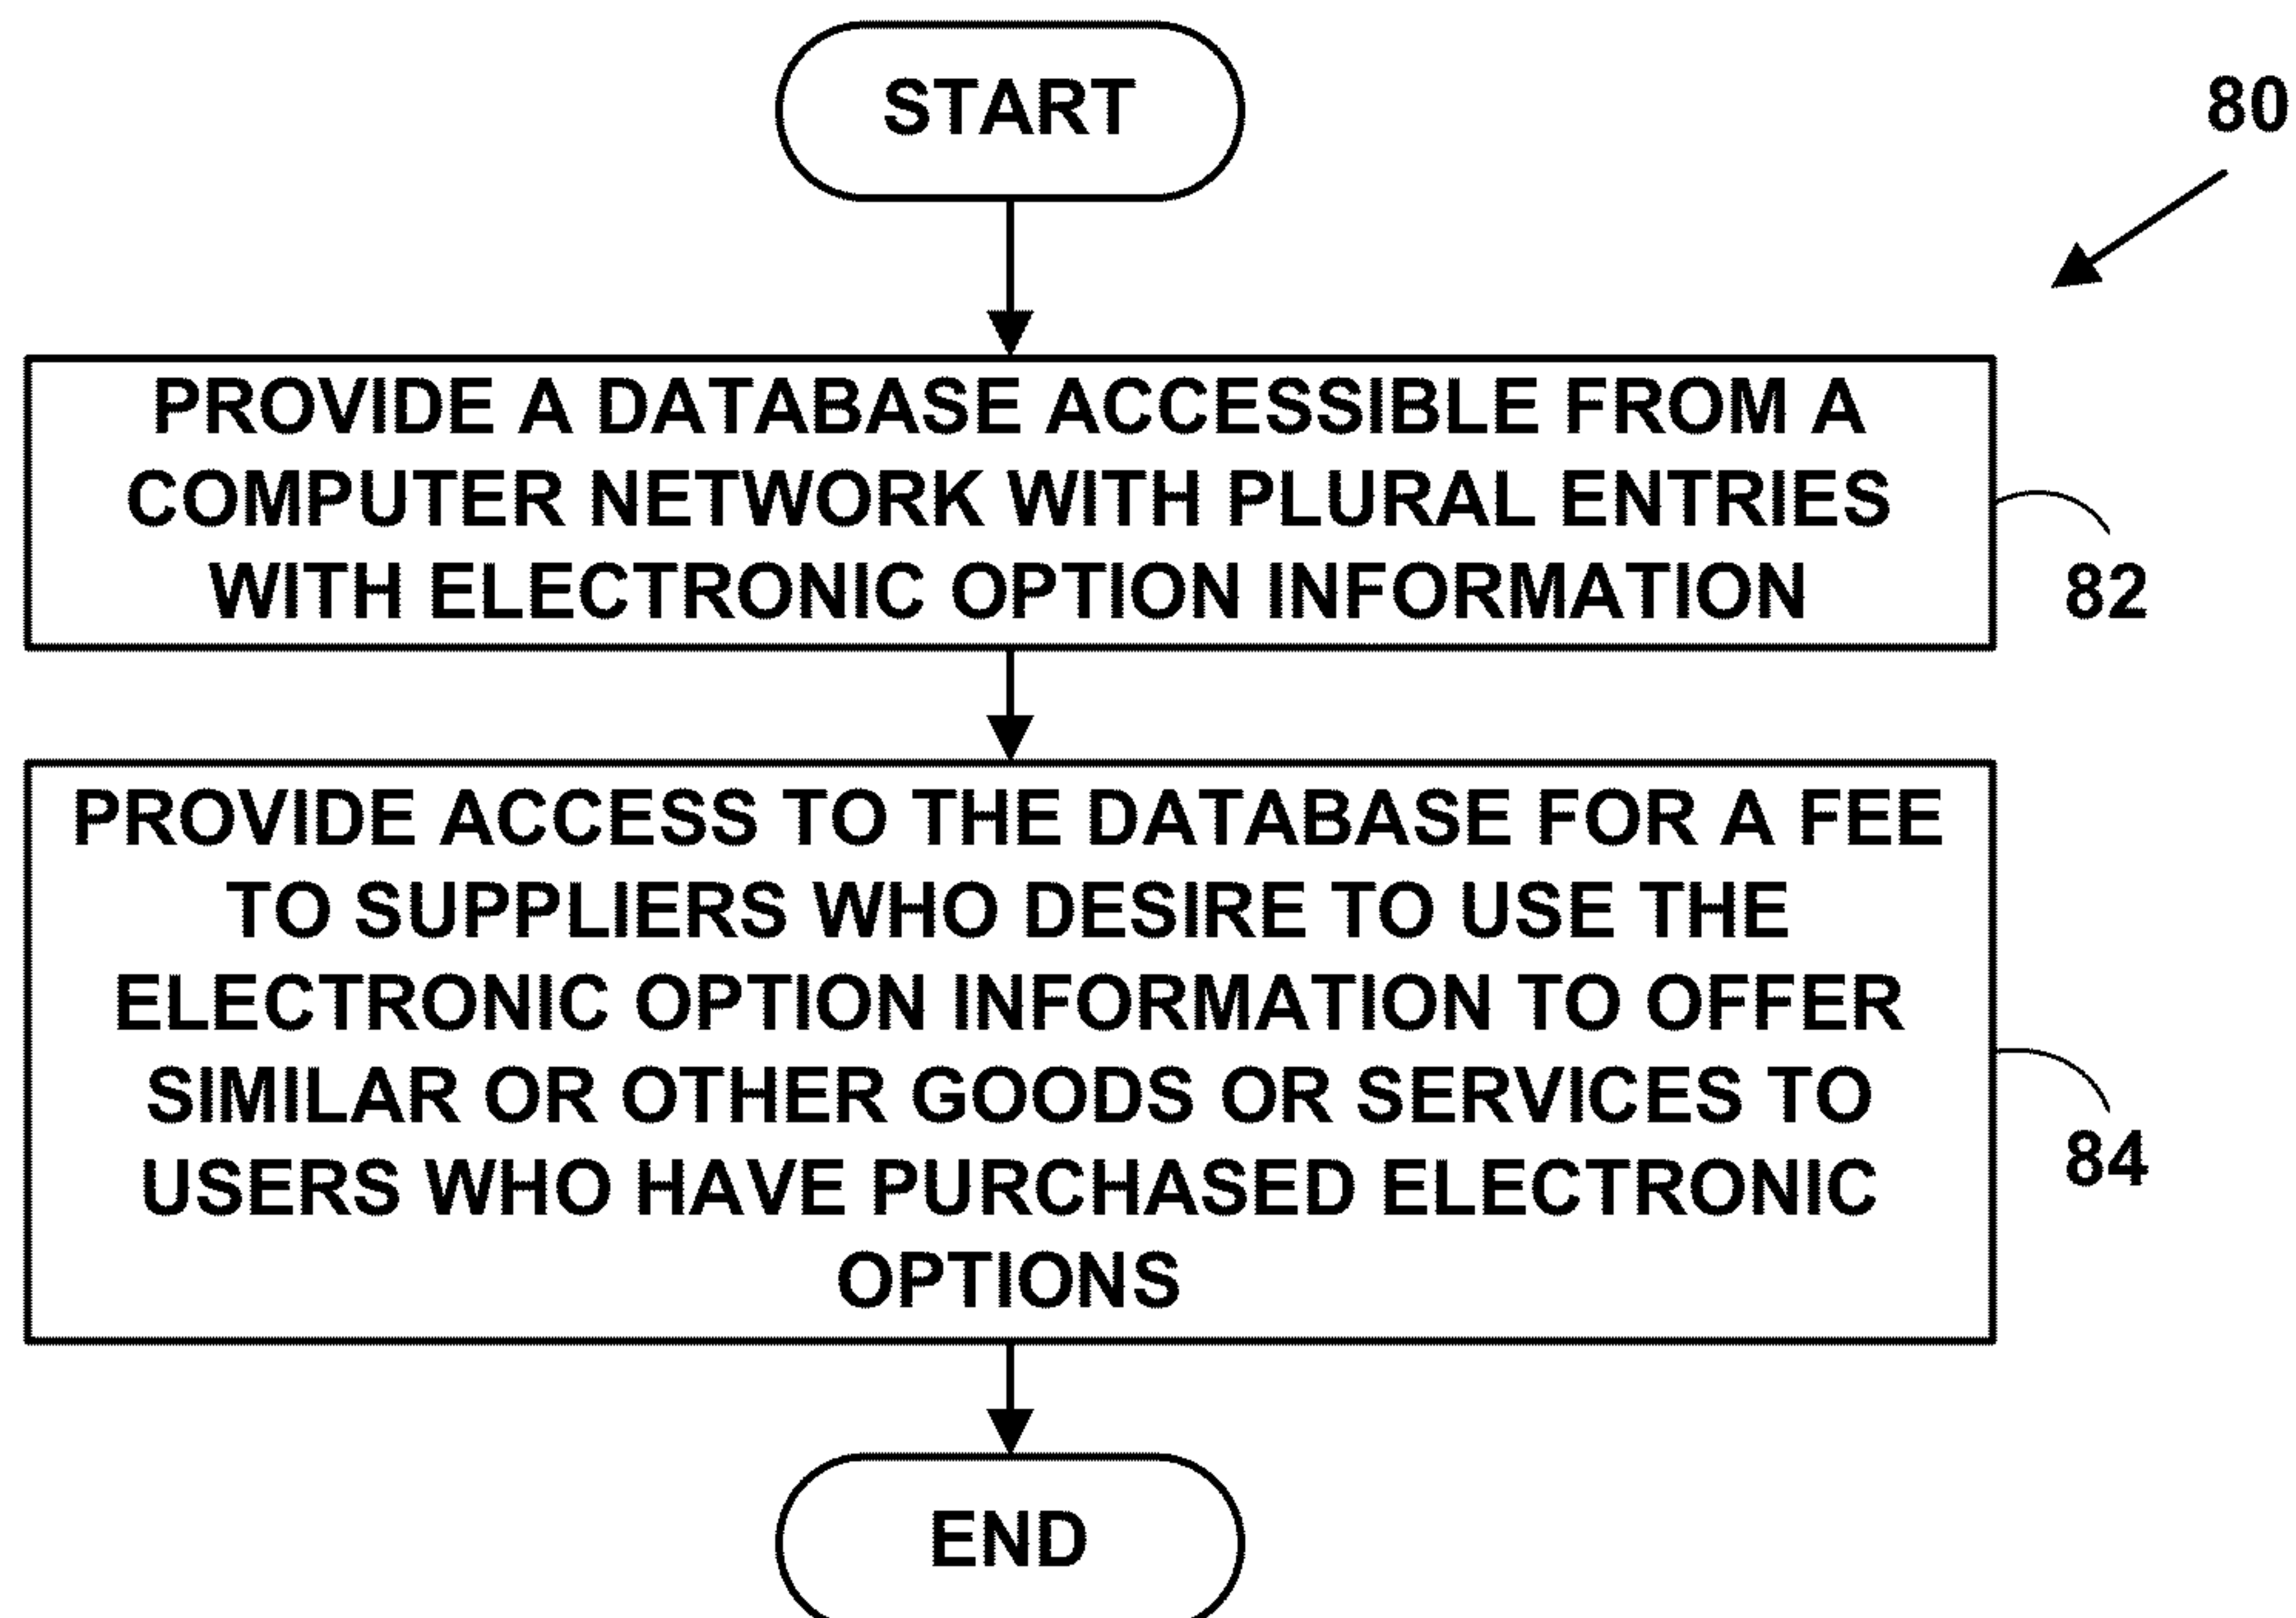 START
80
PROVIDE A DATABASE ACCESSIBLE FROM A
COMPUTER NETWORK WITH PLURAL ENTRIES
WITH ELECTRONIC OPTION INFORMATION
82
PROVIDE ACCESS TO THE DATABASE FOR A FEE
TO SUPPLIERS WHO DESIRE TO USE THE
ELECTRONIC OPTION INFORMATION TO OFFER
SIMILAR OR OTHER GOODS OR SERVICES TO
USERS WHO HAVE PURCHASED ELECTRONIC
OPTIONS
84
END